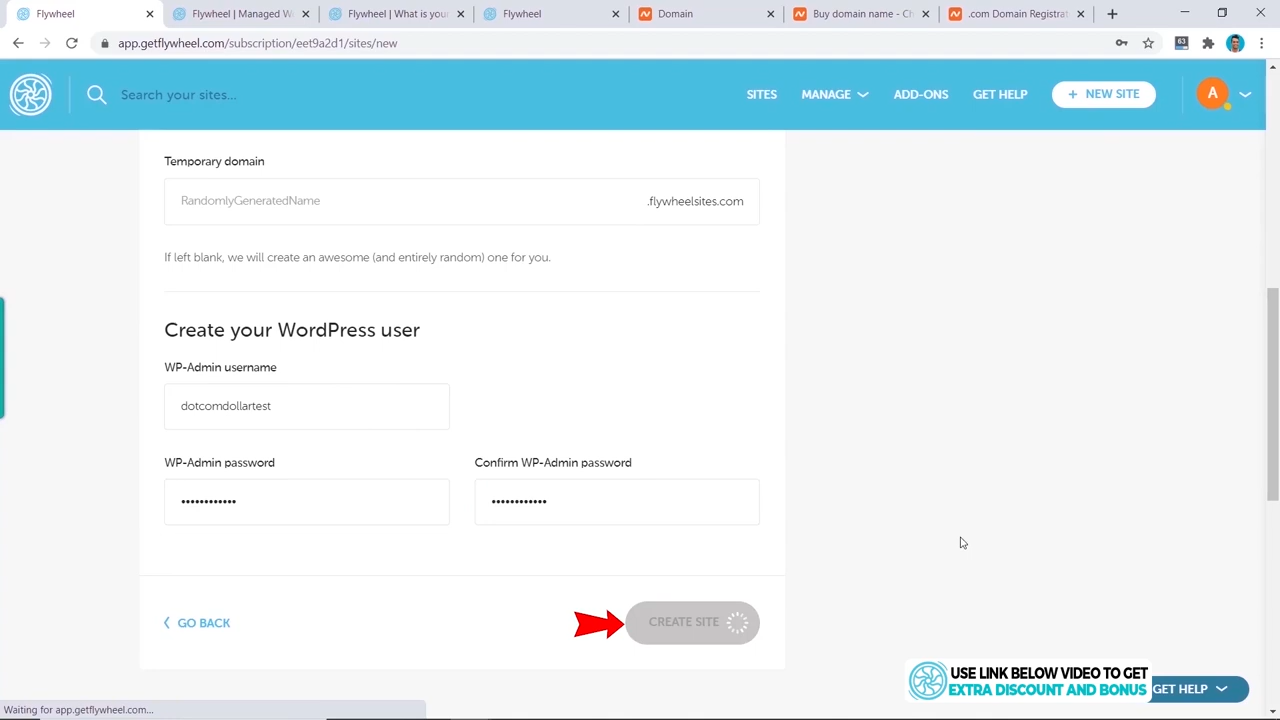 Flywheel
Flywheel | Managed W
Flywheel | What is your
Flywheel
Domain
Buy domain name - Ch
.com Domain Registrat
app.getflywheel.com/subscription/eet9a2d1/sites/new
63
Search your sites...
SITES
MANAGE
ADD-ONS
GET HELP
+ NEW SITE
A
Temporary domain
RandomlyGeneratedName
.flywheelsites.com
If left blank, we will create an awesome (and entirely random) one for you.
Create your WordPress user
WP-Admin username
dotcomdollartest
WP-Admin password
Confirm WP-Admin password
••••••••••••
••••••••••••
GO BACK
CREATE SITE
USE LINK BELOW VIDEO TO GET
EXTRA DISCOUNT AND BONUS
GET HELP
Waiting for app.getflywheel.com...